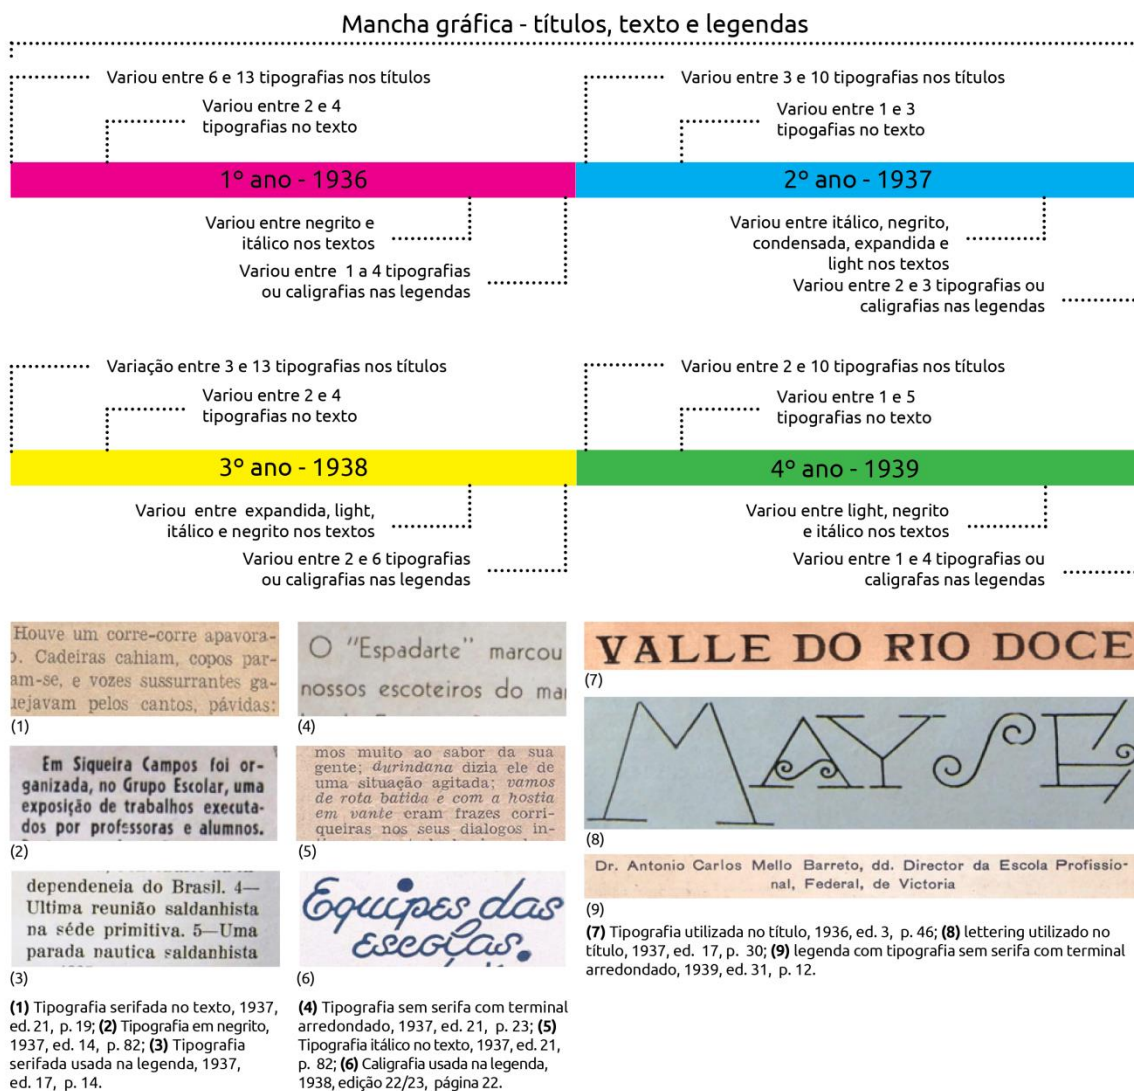 Mancha gráfica - títulos, texto e legendas
Variou entre 6 e 13 tipografias nos títulos
Variou entre 2 e 4
tipografias no texto
1º ano - 1936
Variou entre negrito e
itálico nos textos
Variou entre 1 a 4 tipografias
ou caligrafias nas legendas
Variou entre 3 e 10 tipografias nos títulos
Variou entre 1 e 3
tipogafias no texto
2º ano - 1937
Variou entre itálico, negrito,
condensada, expandida e
light nos textos
Variou entre 2 e 3 tipografias ou
caligrafias nas legendas
Variação entre 3 e 13 tipografias nos títulos
Variou entre 2 e 4
tipografias no texto
3º ano - 1938
Variou entre expandida, light,
itálico e negrito nos textos
Variou entre 2 e 6 tipografias
ou caligrafias nas legendas
Variou entre 2 e 10 tipografias nos títulos
Variou entre 1 e 5
tipografias no texto
4º ano - 1939
Variou entre light, negrito
e itálico nos textos
Variou entre 1 e 4 tipografias ou
caligrafas nas legendas
Houve um corre-corre apavora-
. Cadeiras cahiam, copos par-
am-se, e vozes sussurrantes ga-
uejavam pelos cantos, pávidas:
(1)
Em Siqueira Campos foi or-
ganizada, no Grupo Escolar, uma
exposição de trabalhos executa-
dos por professoras e alumnos.
(2)
dependeneia do Brasil. 4—
Ultima reunião saldanhista
na séde primitiva. 5—Uma
parada nautica saldanhista
(3)
(1) Tipografia serifada no texto, 1937,
ed. 21, p. 19; (2) Tipografia em negrito,
1937, ed. 14, p. 82; (3) Tipografia
serifada usada na legenda, 1937,
ed. 17, p. 14.
O "Espadarte" marcou
nossos escoteiros do mar
(4)
mos muito ao sabor da sua
gente; durindana dizia ele de
uma situação agitada; vamos
de rota batida e com a hostia
em vante eram frazes corri-
queiras nos seus dialogos in-
(5)
Equipes das
escolas.
(6)
(4) Tipografia sem serifa com terminal
arredondado, 1937, ed. 21, p. 23; (5)
Tipografia itálico no texto, 1937, ed. 21,
p. 82; (6) Caligrafia usada na legenda,
1938, edição 22/23, página 22.
VALLE DO RIO DOCE
(7)
MAYSE
(8)
Dr. Antonio Carlos Mello Barreto, dd. Director da Escola Profissio-
nal, Federal, de Victoria
(9)
(7) Tipografia utilizada no título, 1936, ed. 3, p. 46; (8) lettering utilizado no
título, 1937, ed. 17, p. 30; (9) legenda com tipografia sem serifa com terminal
arredondado, 1939, ed. 31, p. 12.